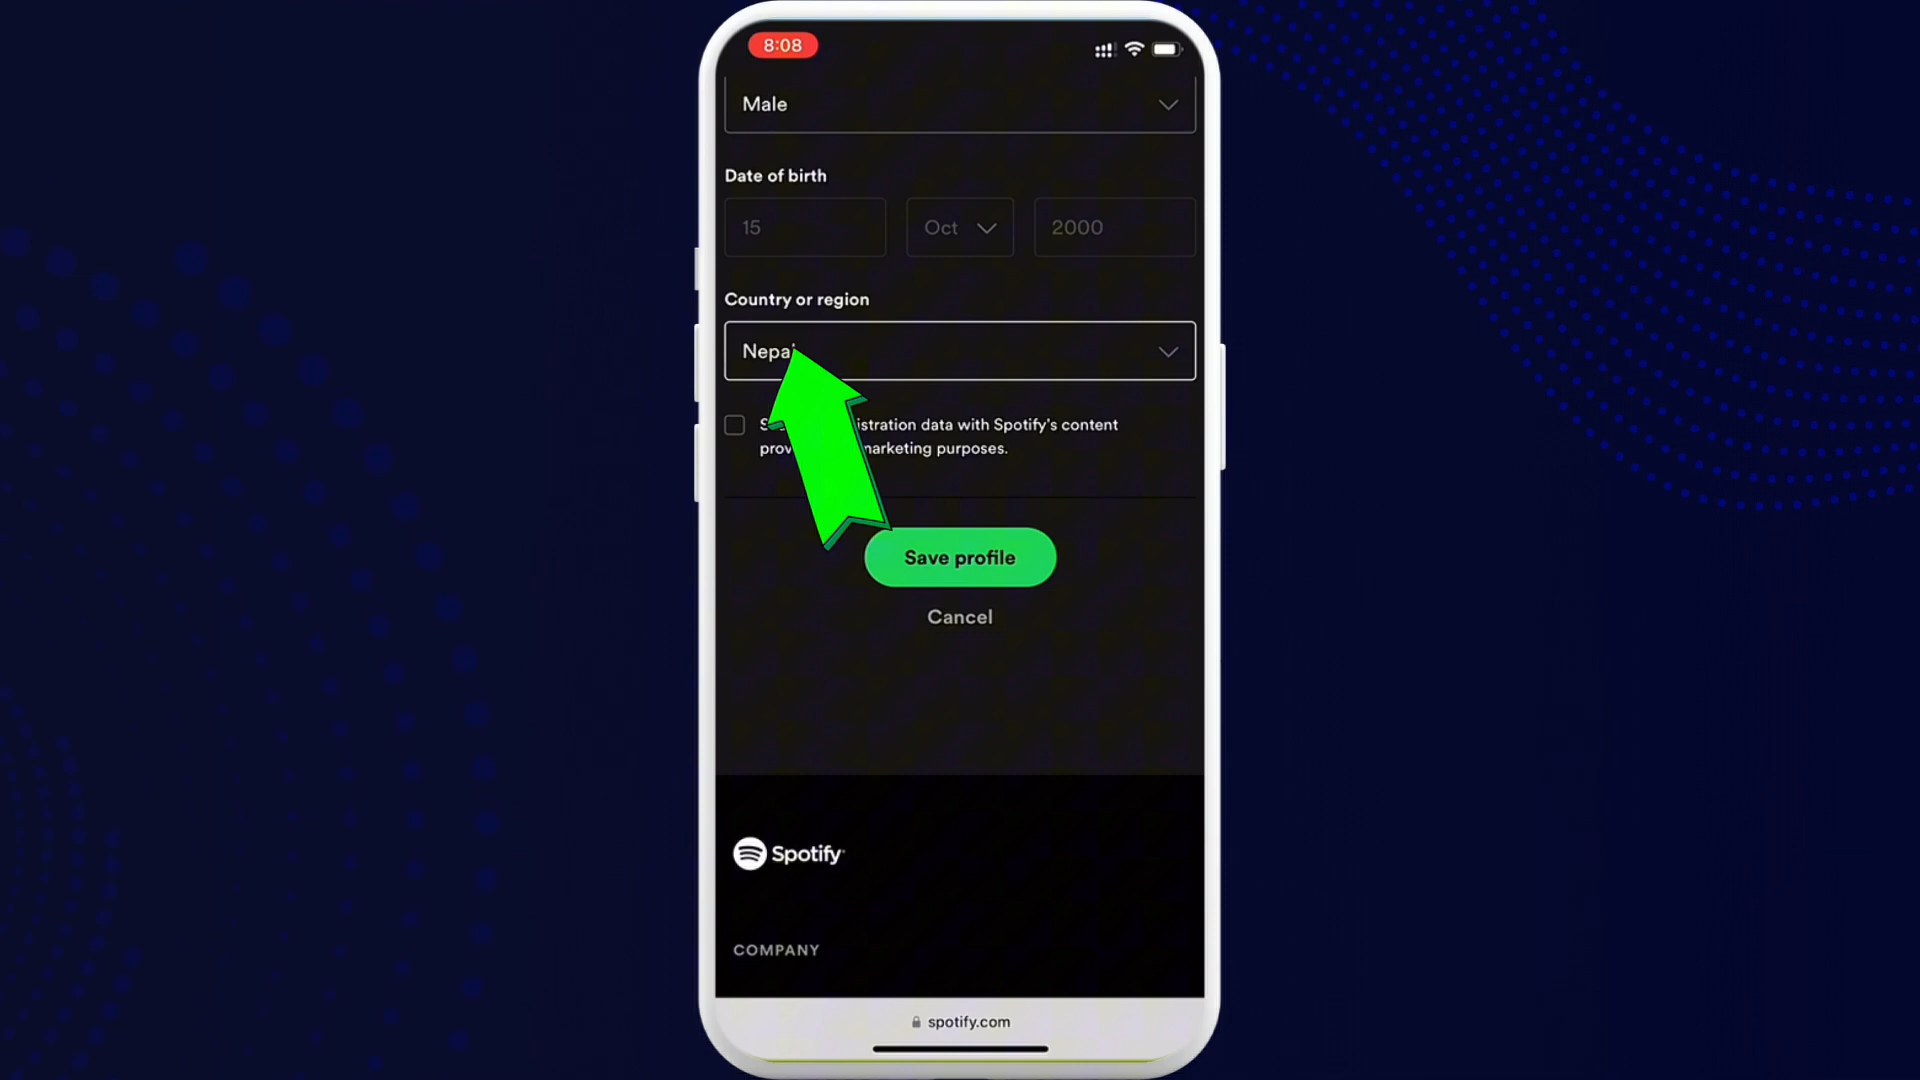 8:08
Male
Date of birth
15 Oct 2000
Country or region
Nepal
istration data with Spotify's content
marketing purposes.
Save profile
Cancel
Spotify
COMPANY
spotify.com